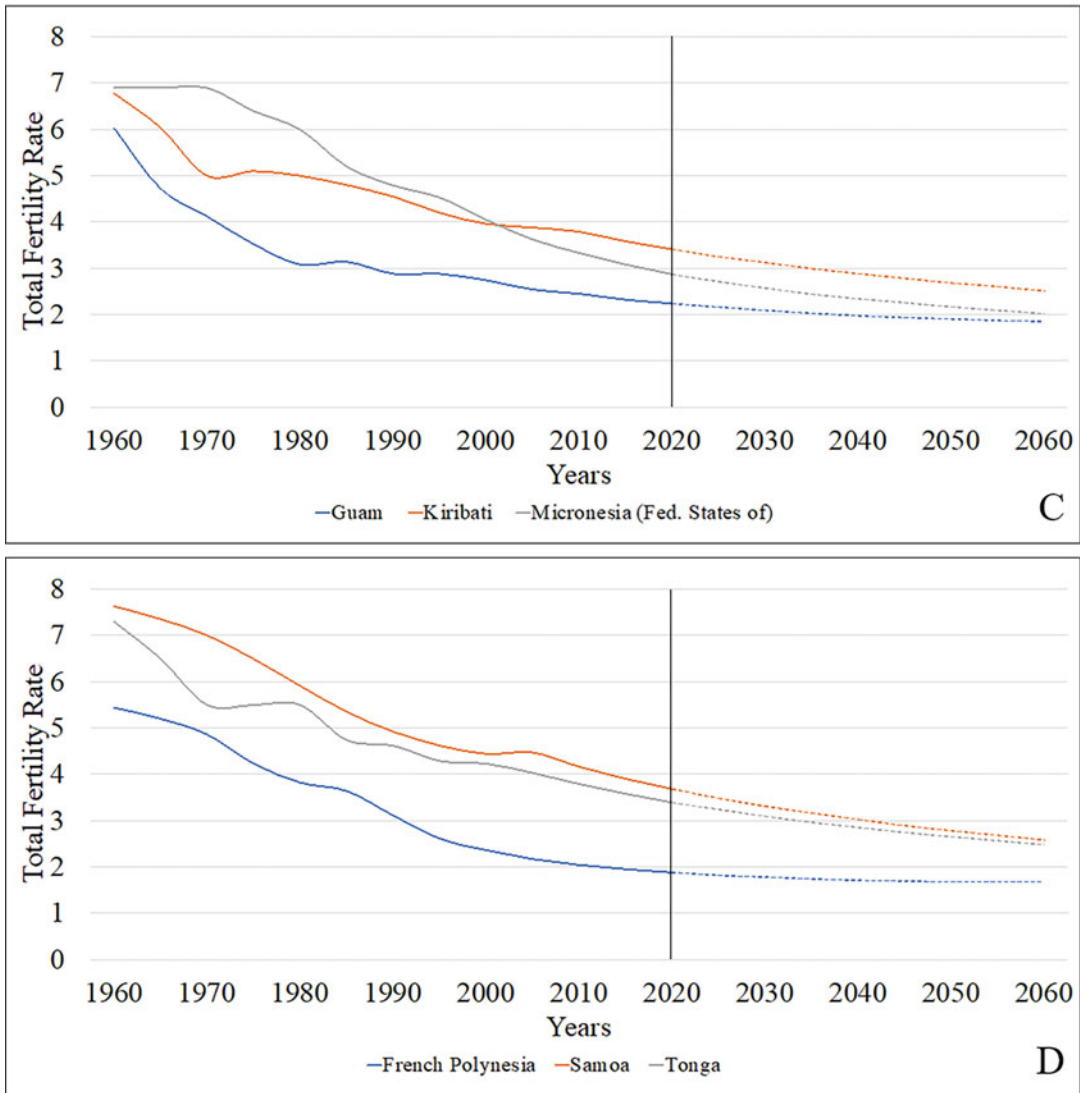 8
7
6
5
4
3
2
1
0
Total Fertility Rate
1960 1970 1980 1990 2000 2010 2020 2030 2040 2050 2060
Years
Guam Kiribati Micronesia (Fed. States of)
C
8
7
6
5
4
3
2
1
0
Total Fertility Rate
1960 1970 1980 1990 2000 2010 2020 2030 2040 2050 2060
Years
French Polynesia Samoa Tonga
D